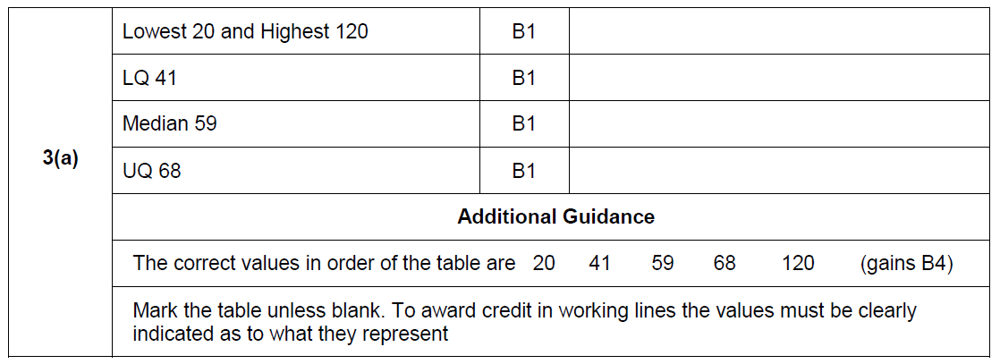 Lowest 20 and Highest 120 B1
LQ 41 B1
Median 59 B1
3(a)
UQ 68 B1
Additional Guidance
The correct values in order of the table are 20 41 59 68 120 (gains B4)
Mark the table unless blank. To award credit in working lines the values must be clearly
indicated as to what they represent